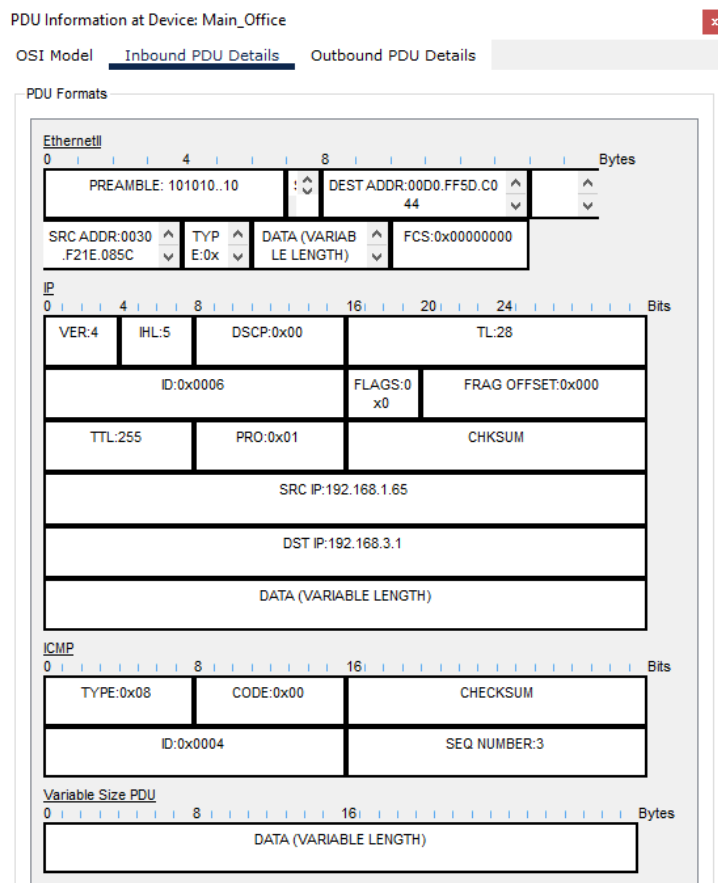 PDU Information at Device: Main_Office
x
OSI Model Inbound PDU Details Outbound PDU Details
PDU Formats
EthernetII
0 4 8 Bytes
PREAMBLE: 101010..10 DEST ADDR:00D0.FF5D.C0
44
SRC ADDR:0030 TYP DATA (VARIAB FCS:0x00000000
.F21E.085C E:0x LE LENGTH)
IP
0 4 8 16 20 24 Bits
VER:4 IHL:5 DSCP:0x00 TL:28
ID:0x0006 FLAGS:0 FRAG OFFSET:0x000
x0
TTL:255 PRO:0x01 CHKSUM
SRC IP:192.168.1.65
DST IP:192.168.3.1
DATA (VARIABLE LENGTH)
ICMP
0 8 16 Bits
TYPE:0x08 CODE:0x00 CHECKSUM
ID:0x0004 SEQ NUMBER:3
Variable Size PDU
0 8 16 Bytes
DATA (VARIABLE LENGTH)